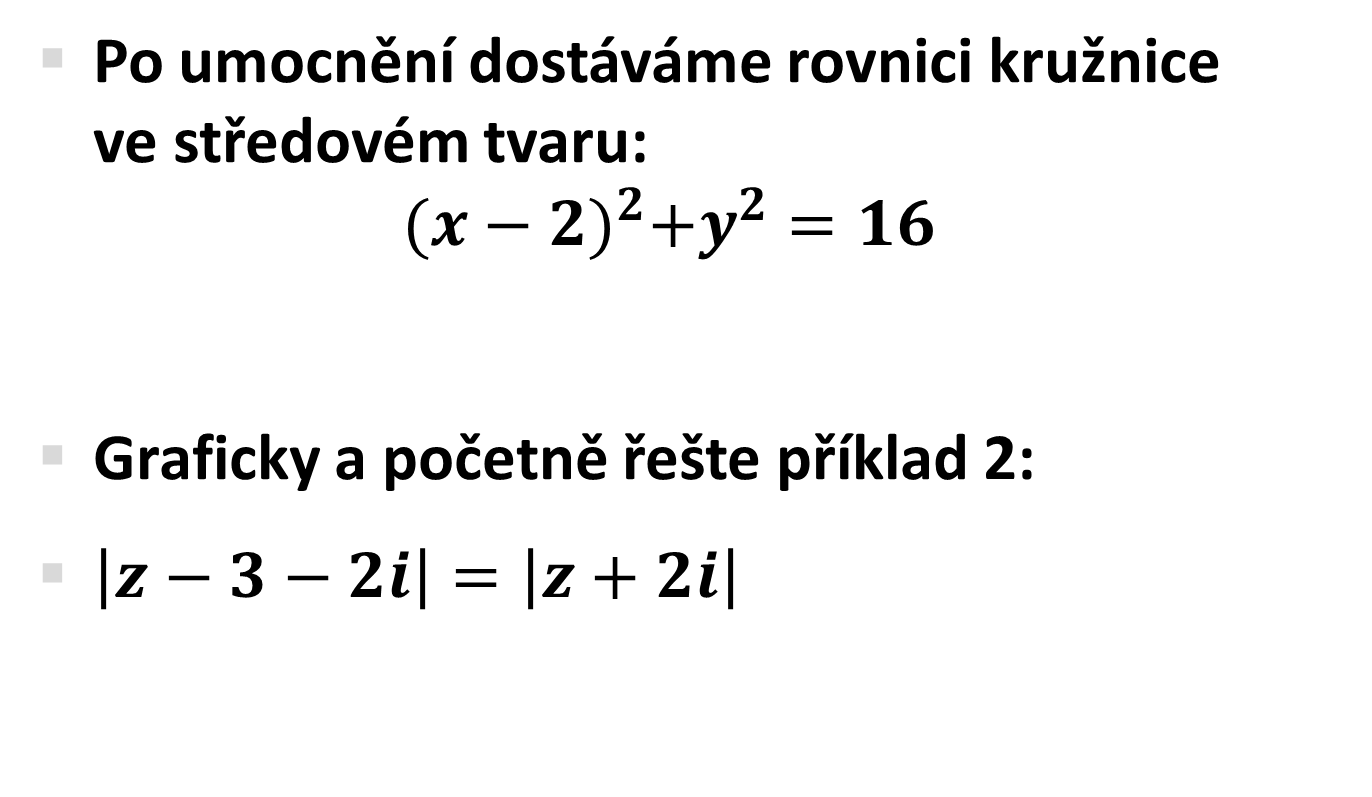 Po umocnění dostáváme rovnici kružnice
ve středovém tvaru:
(x − 2)²+y² = 16
Graficky a početně řešte příklad 2:
|z − 3 − 2i| = |z + 2i|